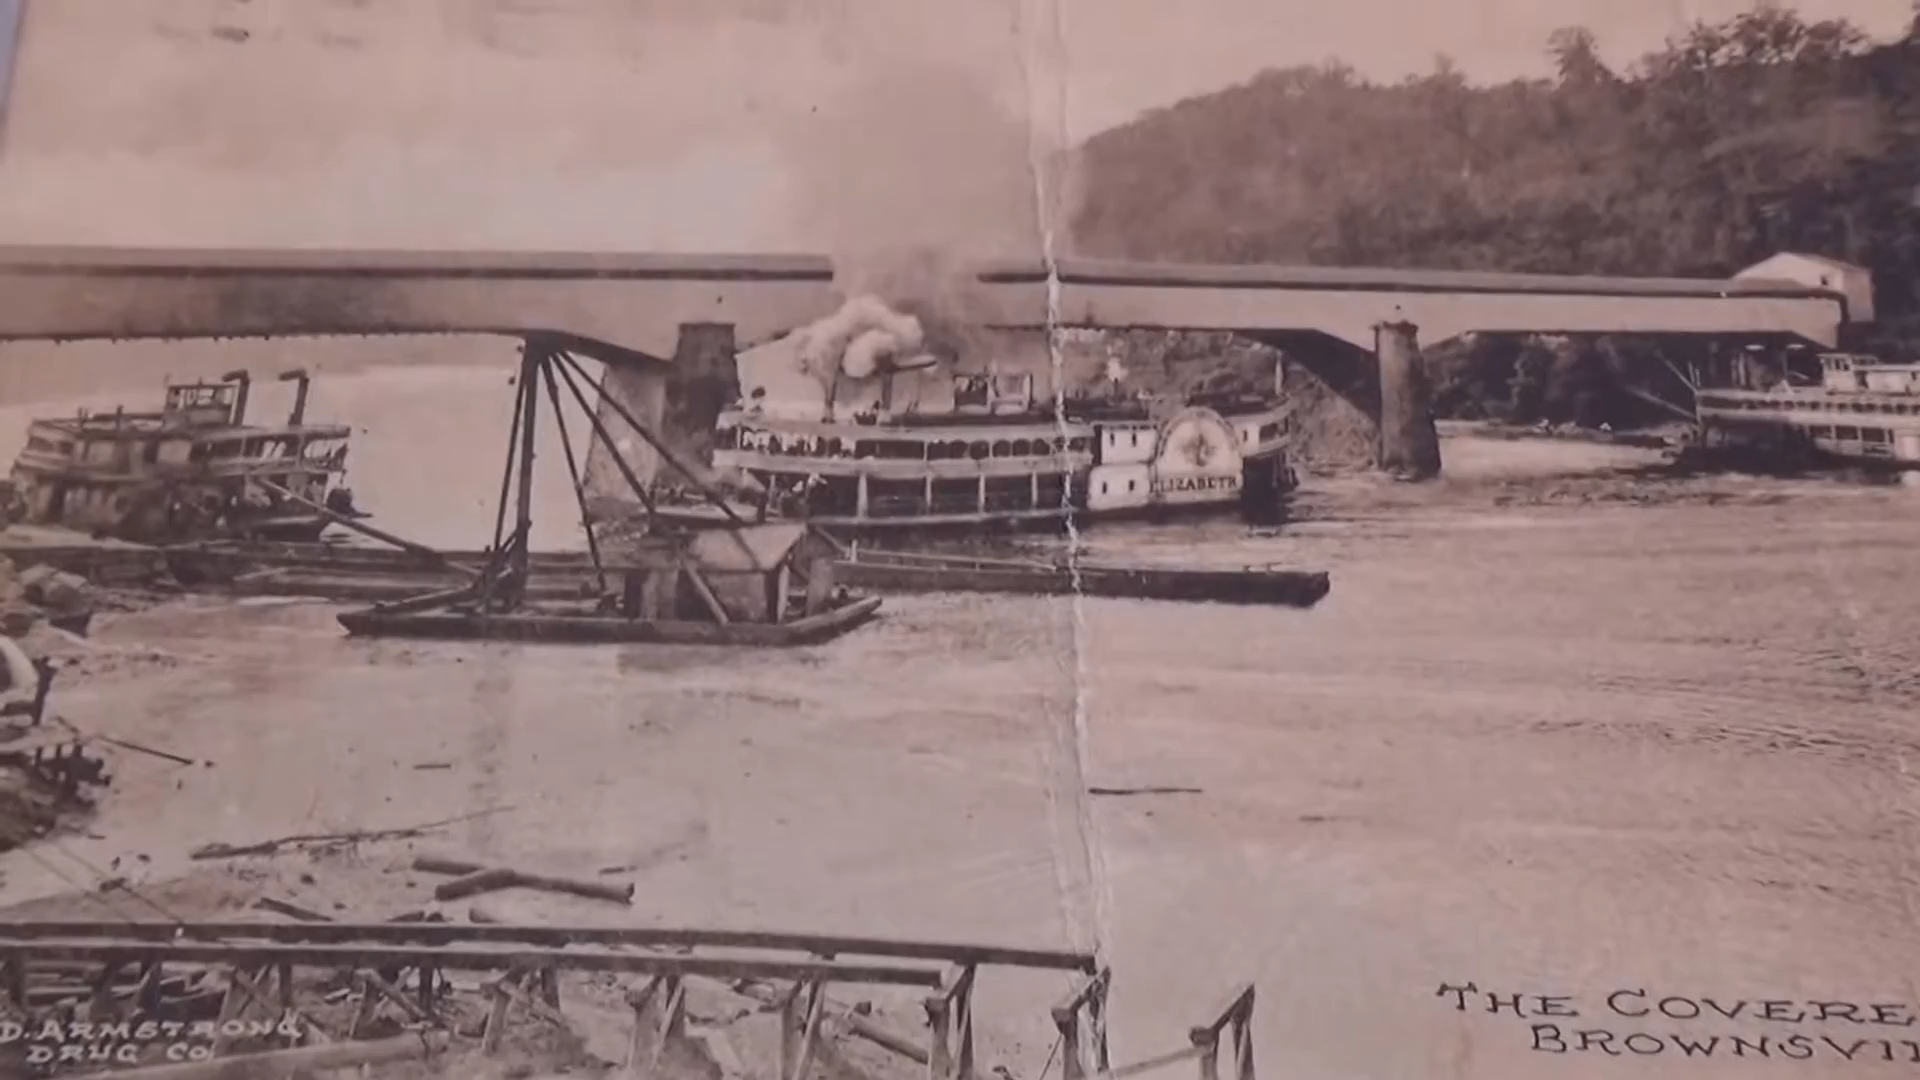 ELIZABETH
D. ARMSTRONG
DRUG CO
THE COVERE
BROWNSVI